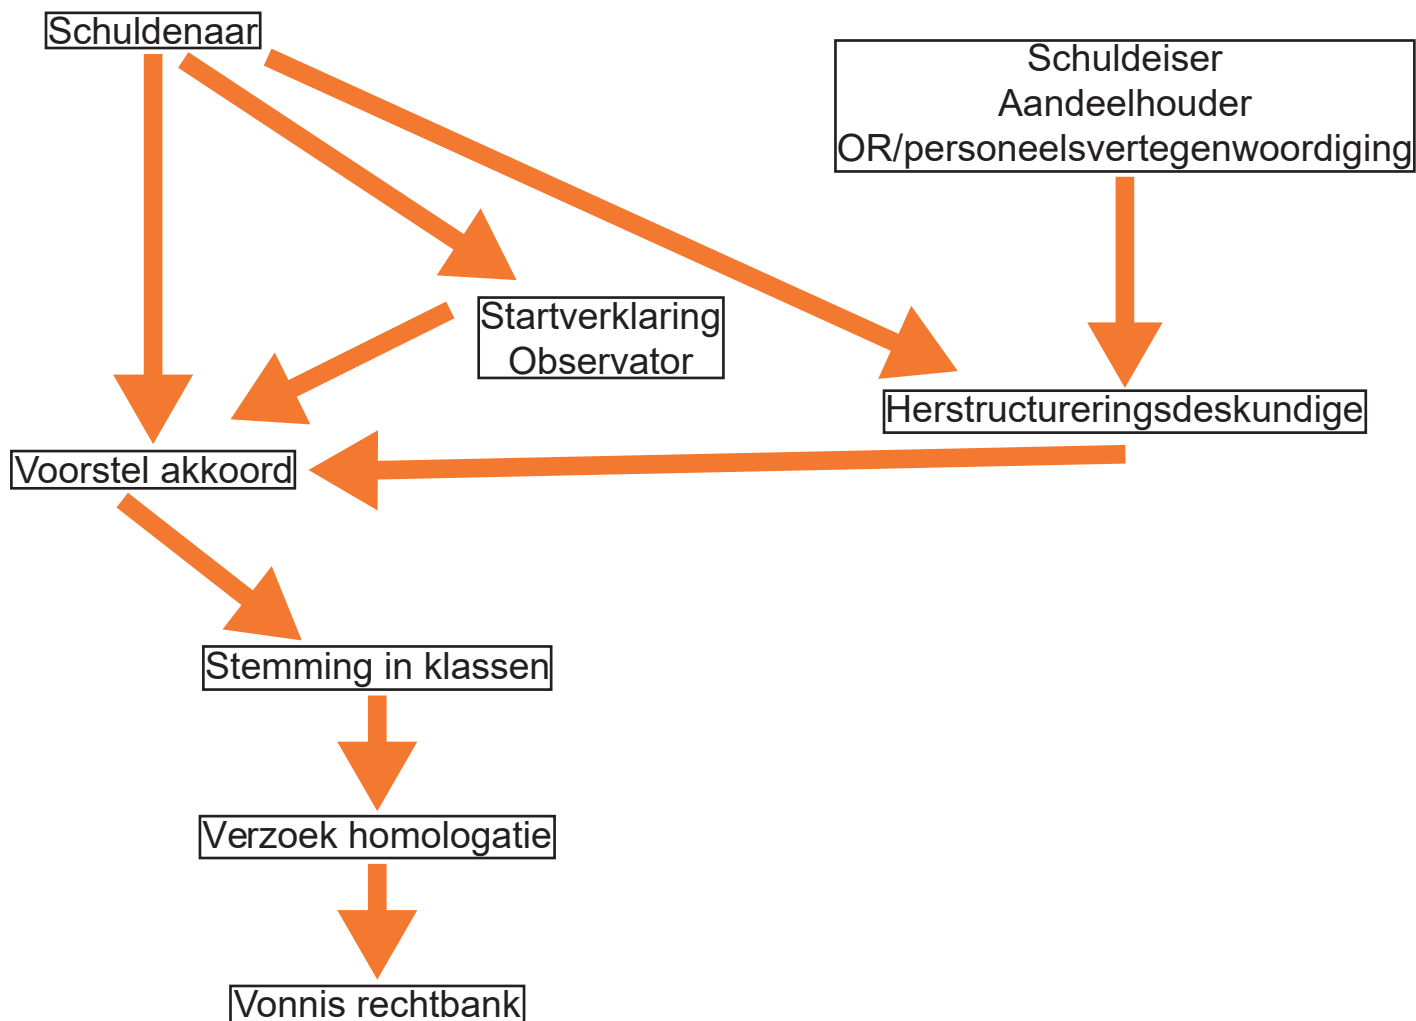 Schuldenaar
Schuldeiser
Aandeelhouder
OR/personeelsvertegenwoordiging
Startverklaring
Observator
Herstructureringsdeskundige
Voorstel akkoord
Stemming in klassen
Verzoek homologatie
Vonnis rechtbank